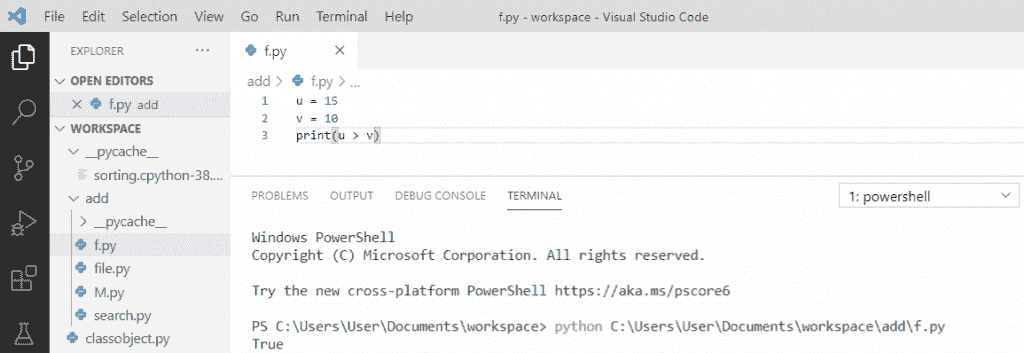 File Edit Selection View Go Run Terminal Help
f.py - workspace - Visual Studio Code
EXPLORER
OPEN EDITORS
f.py add
WORKSPACE
__pycache__
sorting.cpython-38....
add
__pycache__
f.py
file.py
M.py
search.py
classobject.py
f.py
add > f.py > ...
1 u = 15
2 v = 10
3 print(u > v)
PROBLEMS OUTPUT DEBUG CONSOLE TERMINAL
1: powershell
Windows PowerShell
Copyright (C) Microsoft Corporation. All rights reserved.
Try the new cross-platform PowerShell https://aka.ms/pscore6
PS C:\Users\User\Documents\workspace> python C:\Users\User\Documents\workspace\add\f.py
True